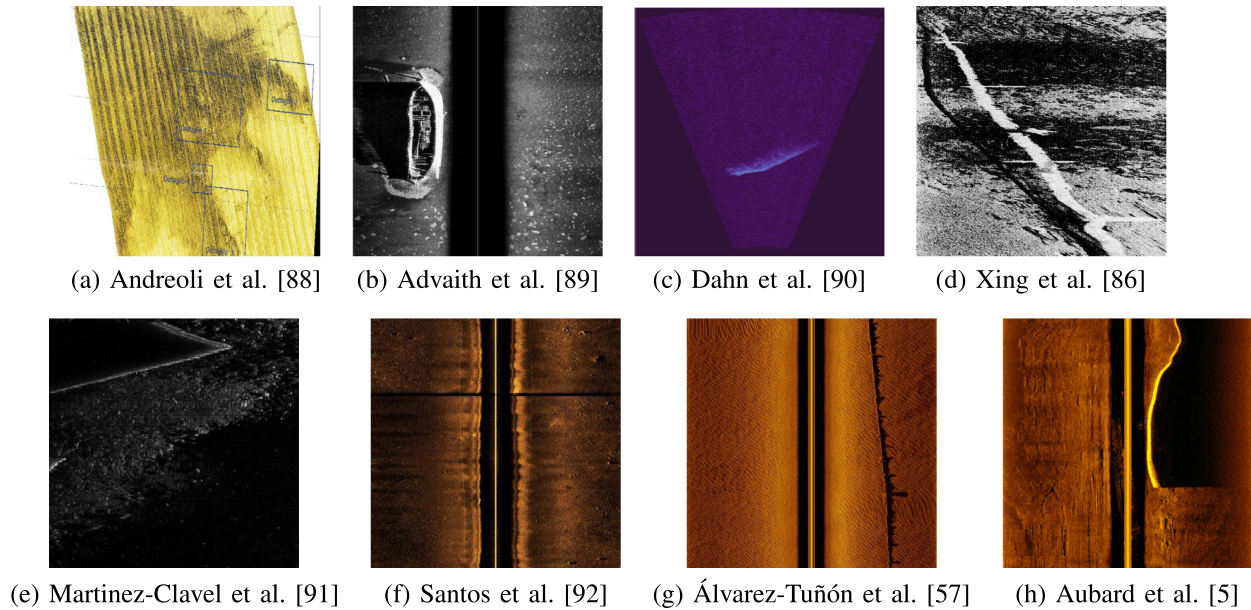 (a) Andreoli et al. [88]
(b) Advaith et al. [89]
(c) Dahn et al. [90]
(d) Xing et al. [86]
(e) Martinez-Clavel et al. [91]
(f) Santos et al. [92]
(g) Álvarez-Tuñón et al. [57]
(h) Aubard et al. [5]